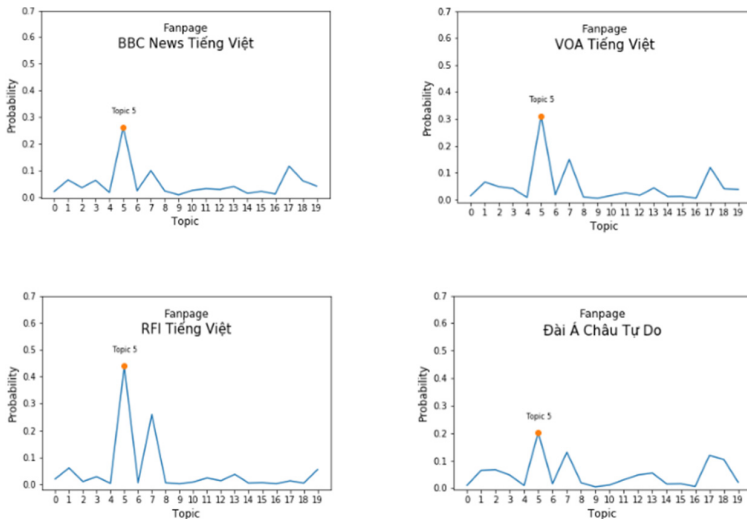 Fanpage
BBC News Tiếng Việt
Topic 5
Probability
0.7
0.6
0.5
0.4
0.3
0.2
0.1
0.0
0 1 2 3 4 5 6 7 8 9 10 11 12 13 14 15 16 17 18 19
Topic
Fanpage
VOA Tiếng Việt
Topic 5
Probability
0.7
0.6
0.5
0.4
0.3
0.2
0.1
0.0
0 1 2 3 4 5 6 7 8 9 10 11 12 13 14 15 16 17 18 19
Topic
Fanpage
RFI Tiếng Việt
Topic 5
Probability
0.7
0.6
0.5
0.4
0.3
0.2
0.1
0.0
0 1 2 3 4 5 6 7 8 9 10 11 12 13 14 15 16 17 18 19
Topic
Fanpage
Đài Á Châu Tự Do
Topic 5
Probability
0.7
0.6
0.5
0.4
0.3
0.2
0.1
0.0
0 1 2 3 4 5 6 7 8 9 10 11 12 13 14 15 16 17 18 19
Topic